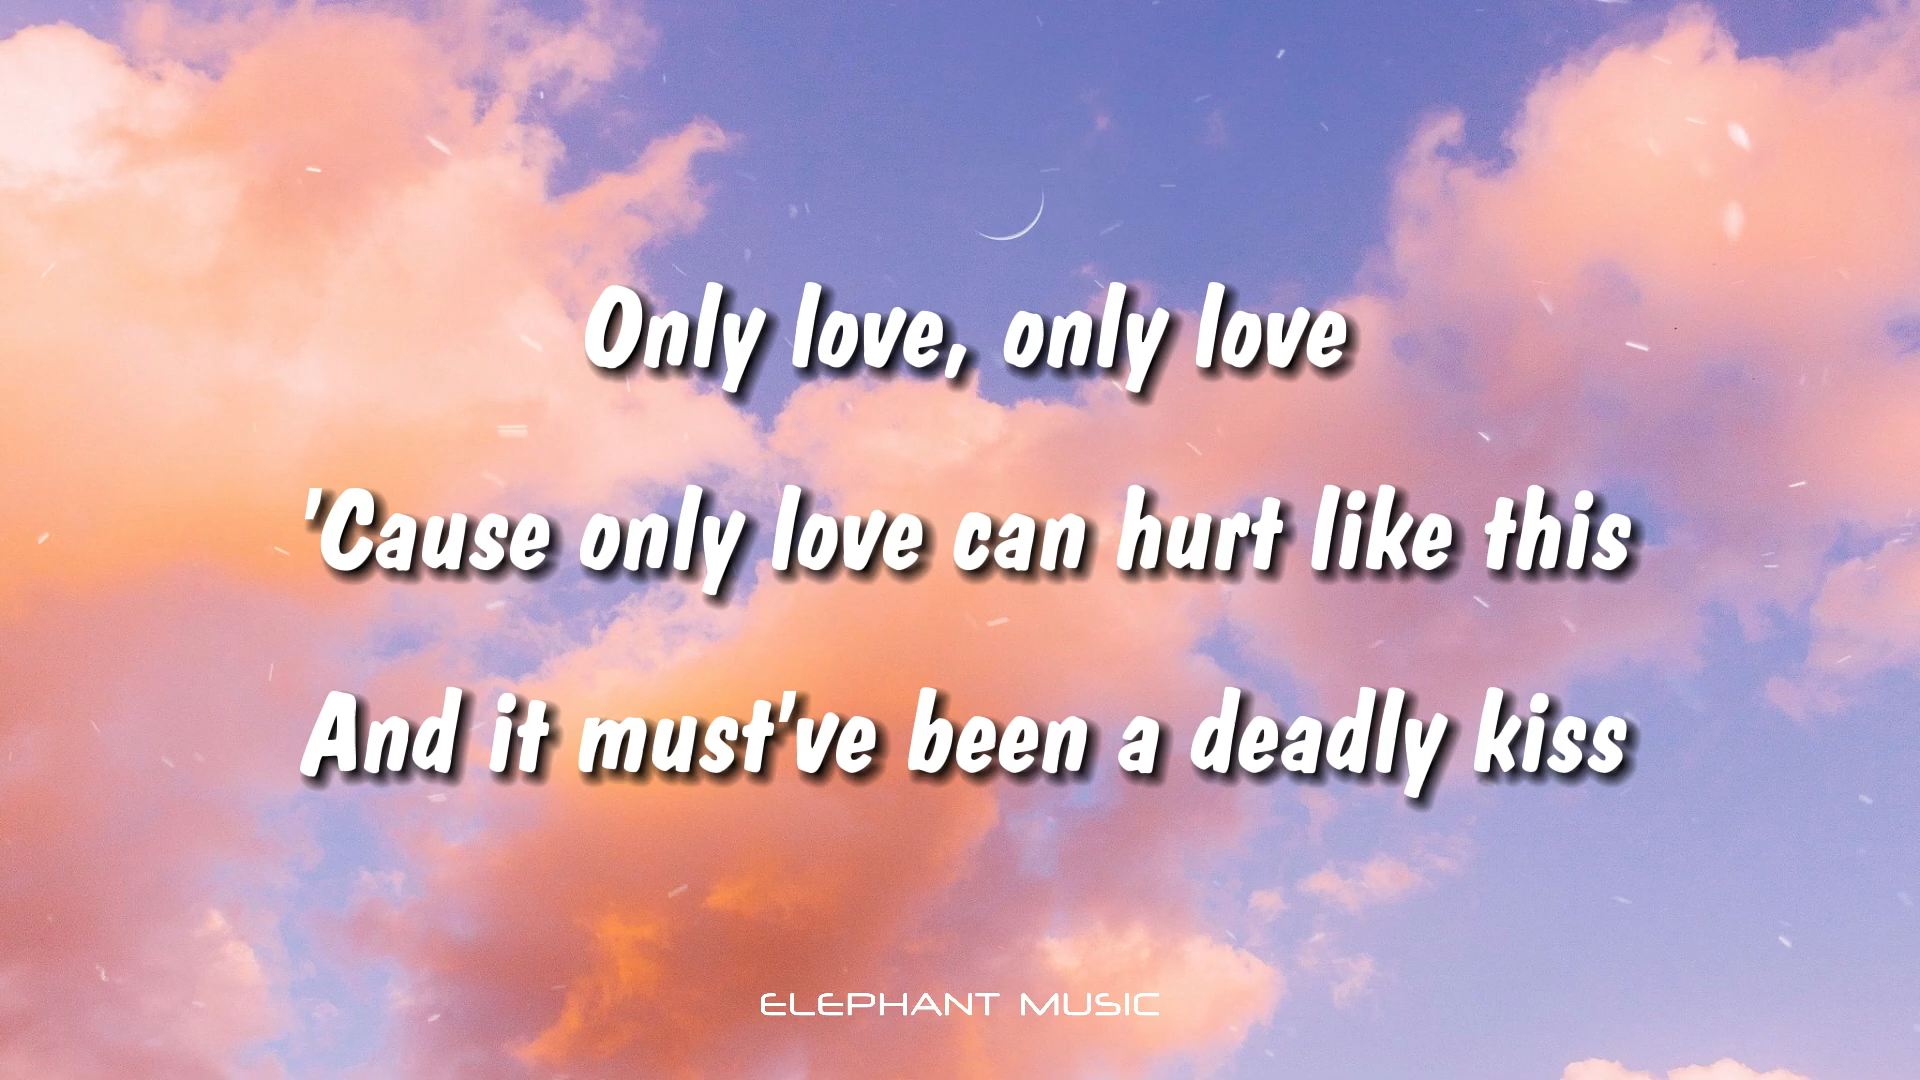 Only love, only love
'Cause only love can hurt like this
And it must've been a deadly kiss
ELEPHANT MUSIC